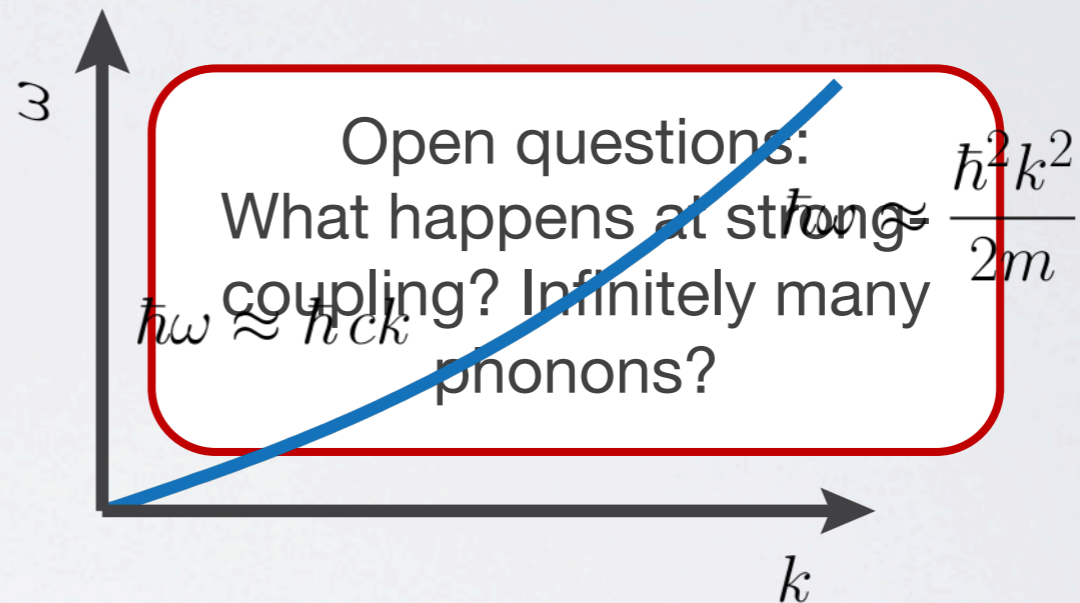 ω
Open questions:
What happens at strong-
coupling? Infinitely many
phonons?
ħω ≈ ħ²k²/2m
ħω ≈ ħck
k